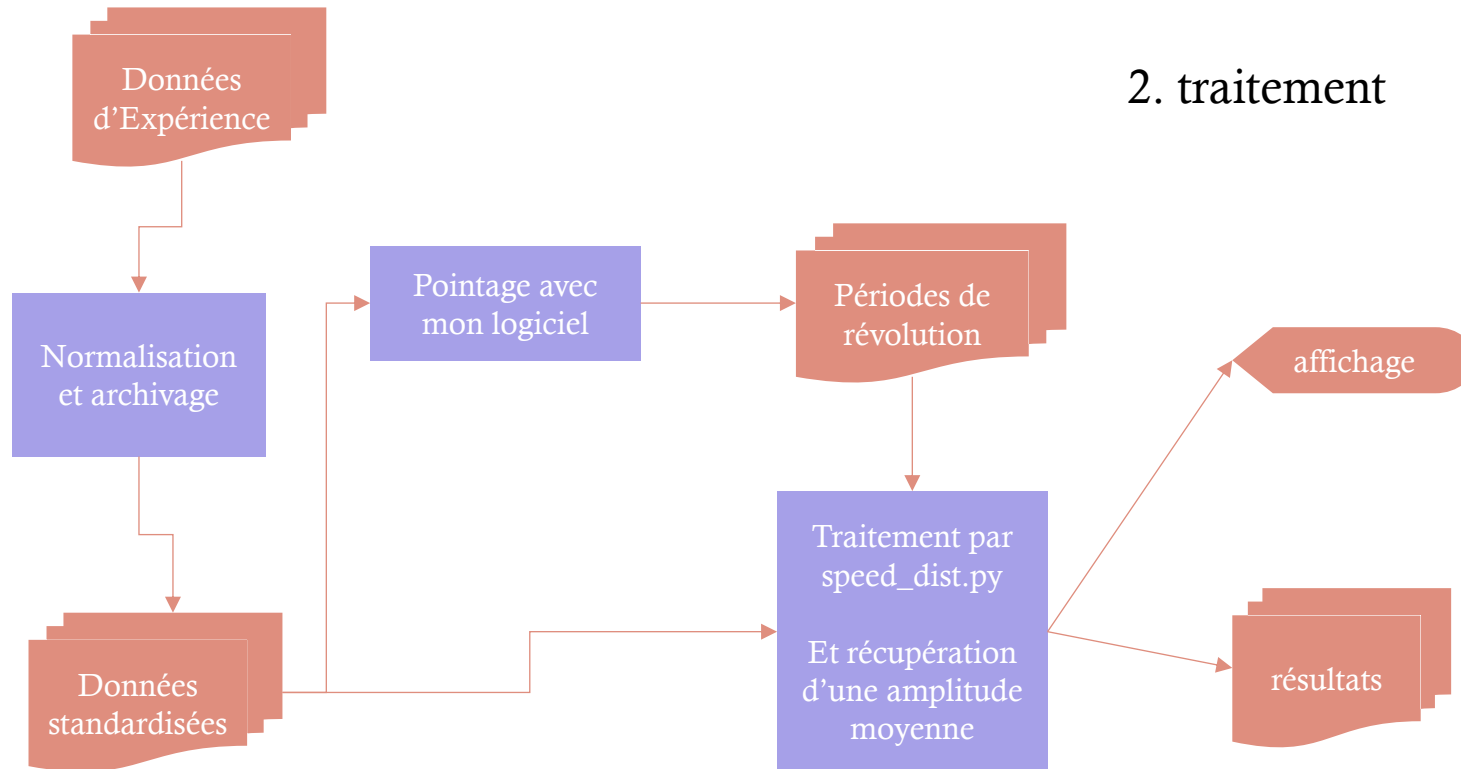 2. traitement
Données
d’Expérience
Normalisation
et archivage
Données
standardisées
Pointage avec
mon logiciel
Périodes de
révolution
Traitement par
speed_dist.py
Et récupération
d’une amplitude
moyenne
affichage
résultats